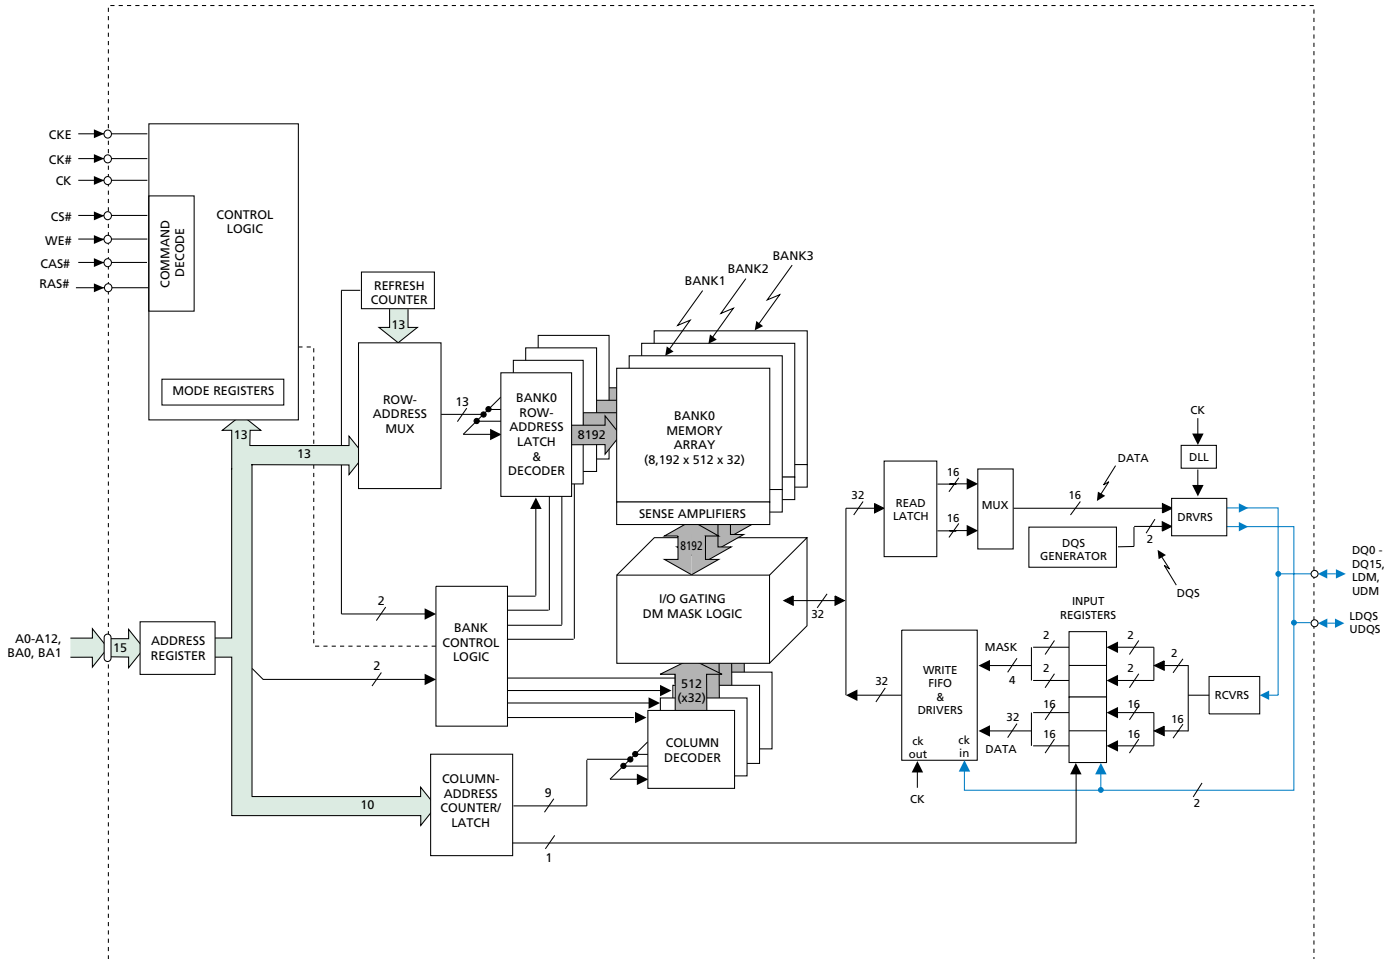 CKE
CK#
CK
CS#
WE#
CAS#
RAS#
COMMAND
DECODE
CONTROL
LOGIC
MODE REGISTERS
REFRESH
COUNTER
13
ROW-
ADDRESS
MUX
13
13
13
BANK0
ROW-
ADDRESS
LATCH
&
DECODER
8192
BANK1
BANK2
BANK3
BANK0
MEMORY
ARRAY
(8,192 x 512 x 32)
SENSE AMPLIFIERS
8192
I/O GATING
DM MASK LOGIC
32
A0-A12,
BA0, BA1
15
ADDRESS
REGISTER
2
2
BANK
CONTROL
LOGIC
512
(x32)
COLUMN
DECODER
10
COLUMN-
ADDRESS
COUNTER/
LATCH
9
1
32
READ
LATCH
16
16
MUX
16
DATA
CK
DLL
DRVRS
DQS
GENERATOR
2
DQS
DQ0 -
DQ15,
LDM,
UDM
LDQS
UDQS
INPUT
REGISTERS
32
WRITE
FIFO
&
DRIVERS
ck
out
ck
in
CK
MASK
4
32
DATA
2
2
16
16
2
2
16
16
2
16
RCVRS
2